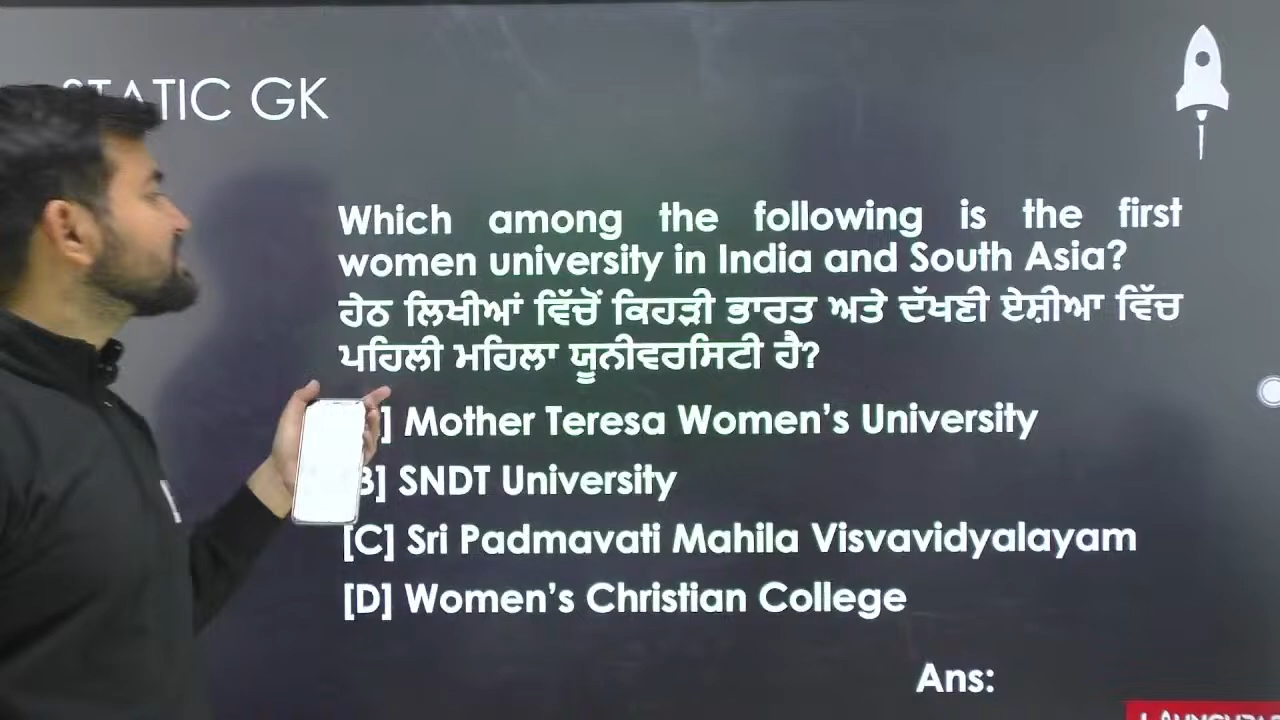 STATIC GK
Which among the following is the first
women university in India and South Asia?
ਹੇਠ ਲਿਖੀਆਂ ਵਿੱਚੋਂ ਕਿਹੜੀ ਭਾਰਤ ਅਤੇ ਦੱਖਣੀ ਏਸ਼ੀਆ ਵਿੱਚ
ਪਹਿਲੀ ਮਹਿਲਾ ਯੂਨੀਵਰਸਿਟੀ ਹੈ?
] Mother Teresa Women's University
B] SNDT University
[C] Sri Padmavati Mahila Visvavidyalayam
[D] Women's Christian College
Ans: